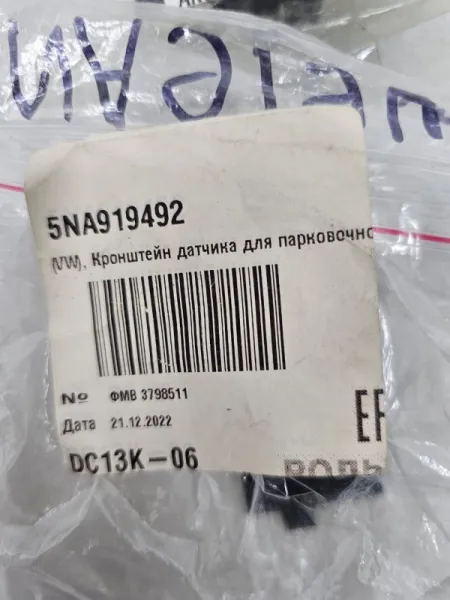 5NA919492
(VW), Кронштейн датчика для парковочно
№ ФМВ 3798511
Дата 21.12.2022
DC13K-06